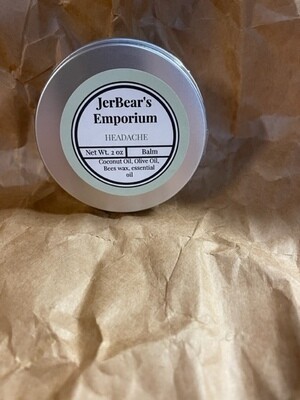 JerBear's
Emporium
HEADACHE
Net Wt. 2 oz Balm
Coconut Oil, Olive Oil,
Bees wax, essential
oil